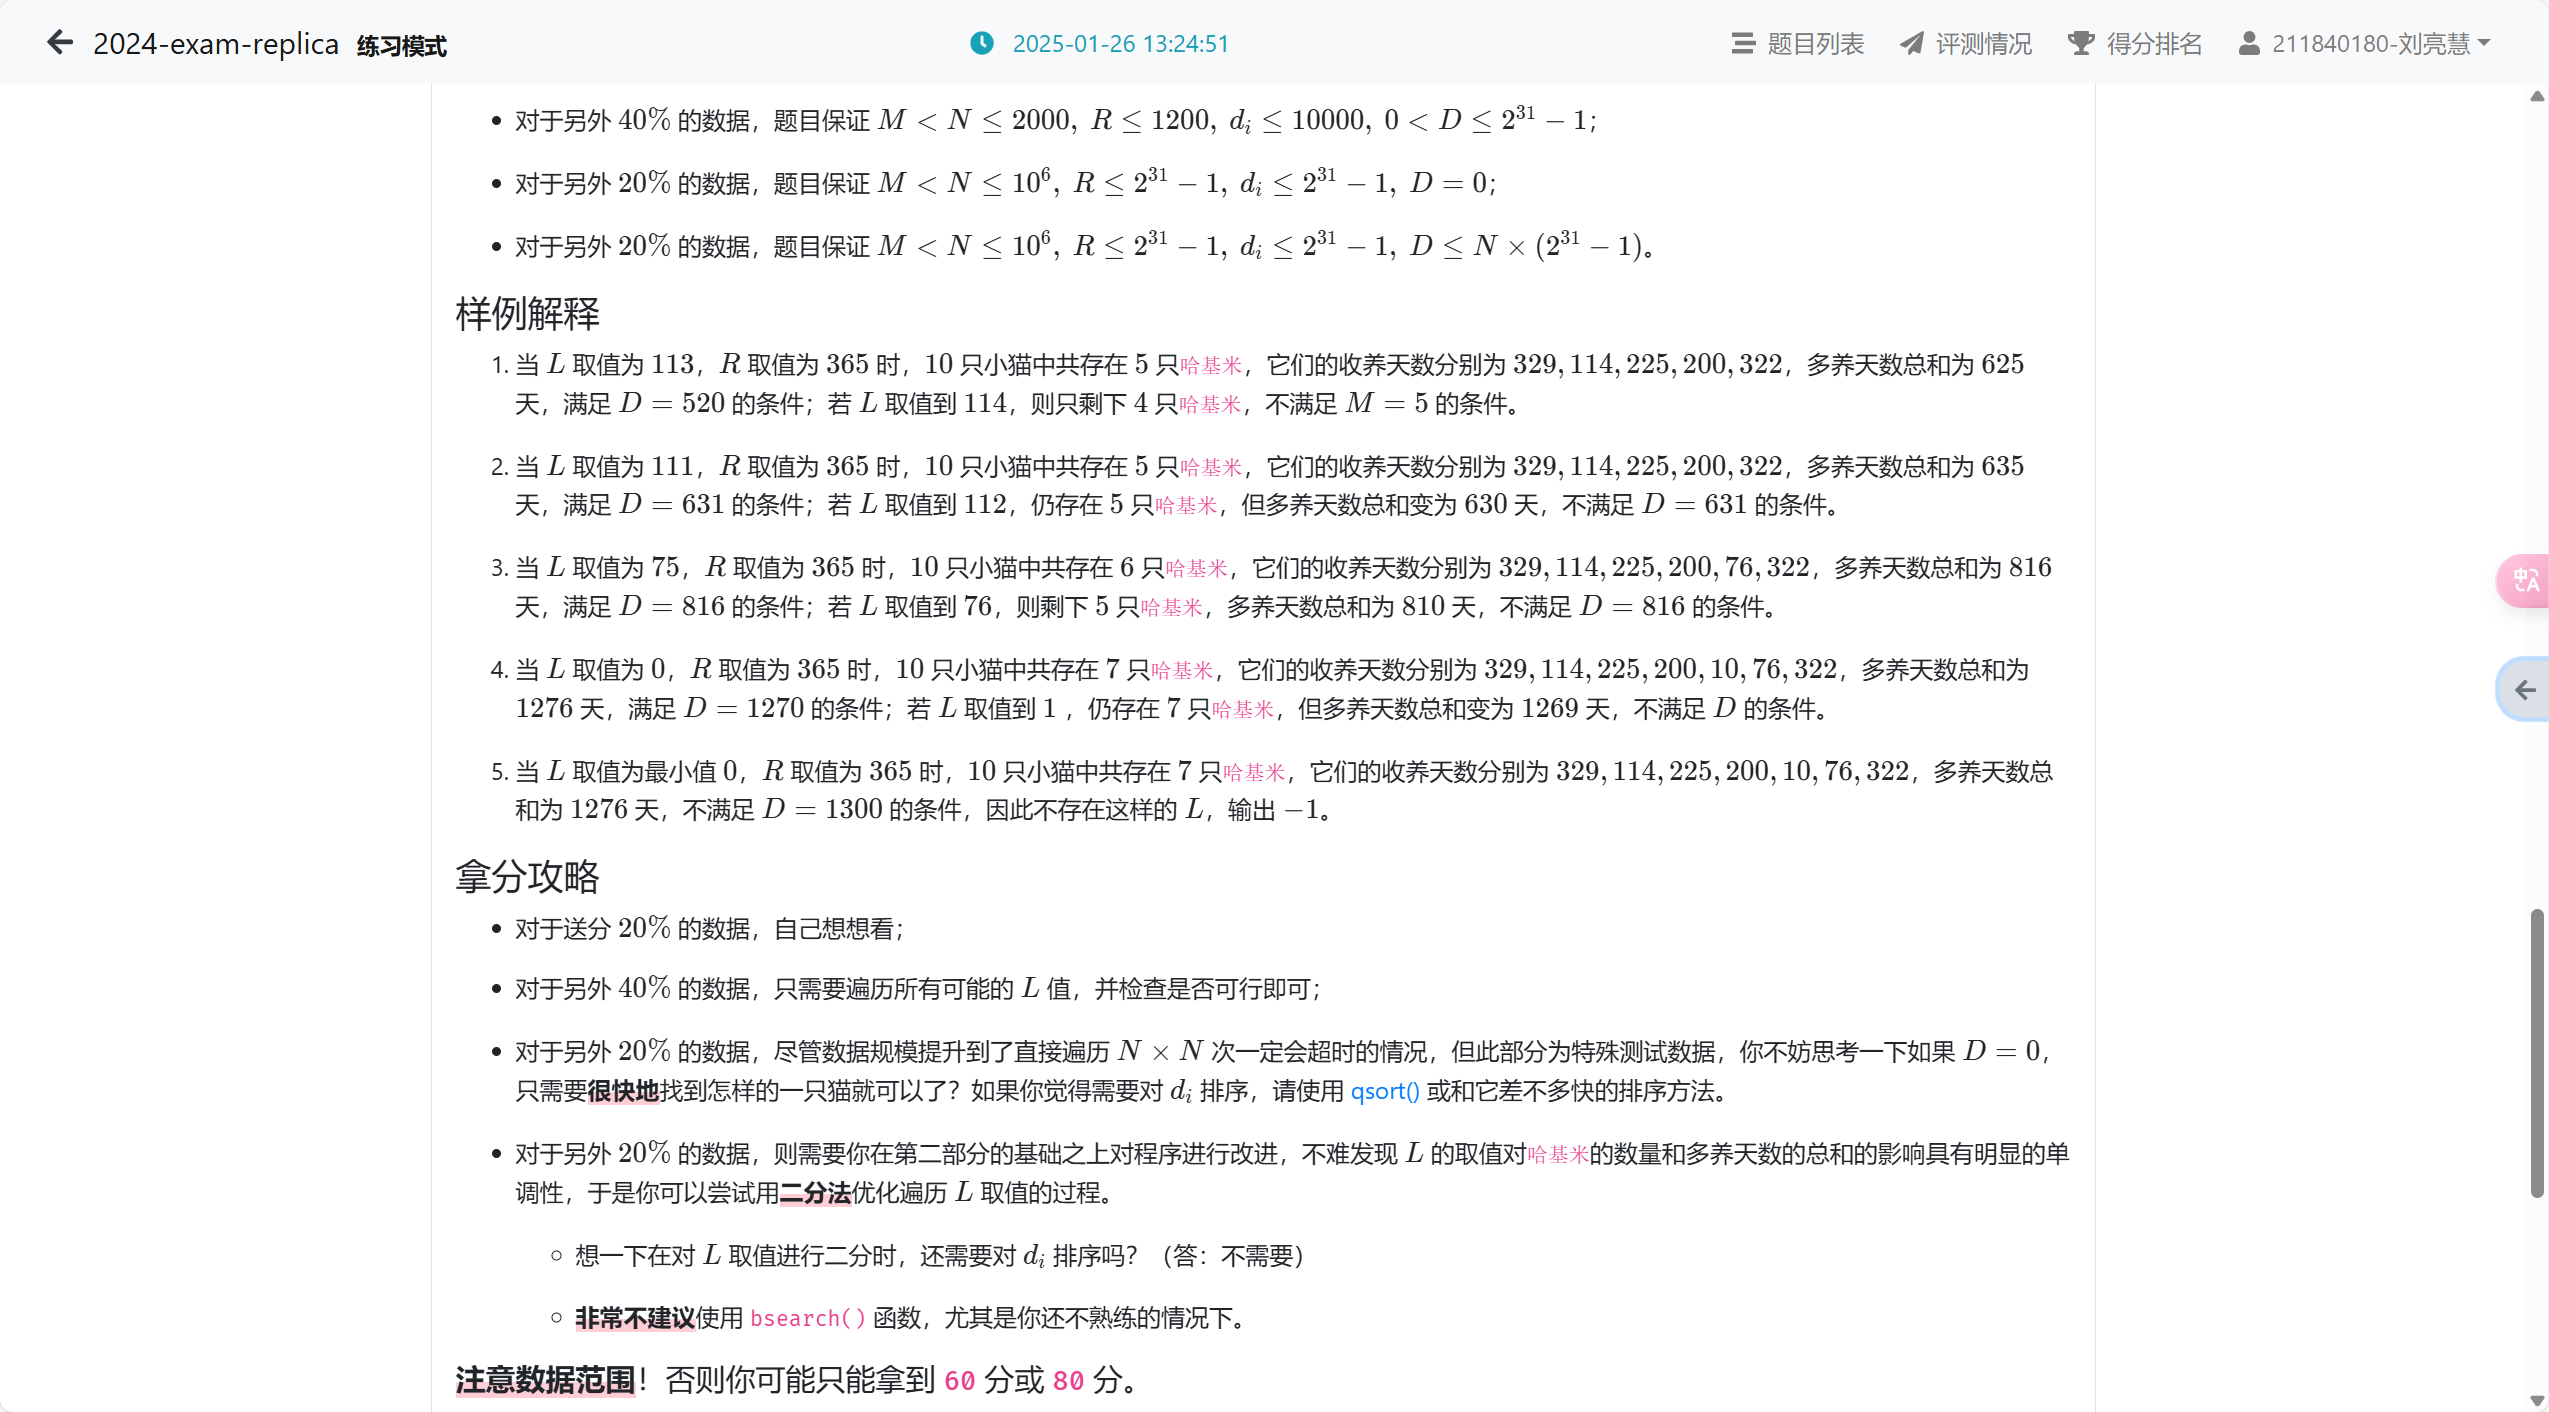 2024-exam-replica 练习模式
2025-01-26 13:24:51
题目列表 评测情况 得分排名 211840180-刘亮慧
• 对于另外 40% 的数据，题目保证 M < N ≤ 2000, R ≤ 1200, dᵢ ≤ 10000, 0 < D ≤ 2³¹ − 1；
• 对于另外 20% 的数据，题目保证 M < N ≤ 10⁶, R ≤ 2³¹ − 1, dᵢ ≤ 2³¹ − 1, D = 0；
• 对于另外 20% 的数据，题目保证 M < N ≤ 10⁶, R ≤ 2³¹ − 1, dᵢ ≤ 2³¹ − 1, D ≤ N × (2³¹ − 1)。
样例解释
1. 当 L 取值为 113，R 取值为 365 时，10 只小猫中共存在 5 只哈基米，它们的收养天数分别为 329, 114, 225, 200, 322，多养天数总和为 625
天，满足 D = 520 的条件；若 L 取值到 114，则只剩下 4 只哈基米，不满足 M = 5 的条件。
2. 当 L 取值为 111，R 取值为 365 时，10 只小猫中共存在 5 只哈基米，它们的收养天数分别为 329, 114, 225, 200, 322，多养天数总和为 635
天，满足 D = 631 的条件；若 L 取值到 112，仍存在 5 只哈基米，但多养天数总和变为 630 天，不满足 D = 631 的条件。
3. 当 L 取值为 75，R 取值为 365 时，10 只小猫中共存在 6 只哈基米，它们的收养天数分别为 329, 114, 225, 200, 76, 322，多养天数总和为 816
天，满足 D = 816 的条件；若 L 取值到 76，则剩下 5 只哈基米，多养天数总和为 810 天，不满足 D = 816 的条件。
4. 当 L 取值为 0，R 取值为 365 时，10 只小猫中共存在 7 只哈基米，它们的收养天数分别为 329, 114, 225, 200, 10, 76, 322，多养天数总和为
1276 天，满足 D = 1270 的条件；若 L 取值到 1 ，仍存在 7 只哈基米，但多养天数总和变为 1269 天，不满足 D 的条件。
5. 当 L 取值为最小值 0，R 取值为 365 时，10 只小猫中共存在 7 只哈基米，它们的收养天数分别为 329, 114, 225, 200, 10, 76, 322，多养天数总
和为 1276 天，不满足 D = 1300 的条件，因此不存在这样的 L，输出 −1。
拿分攻略
• 对于送分 20% 的数据，自己想想看；
• 对于另外 40% 的数据，只需要遍历所有可能的 L 值，并检查是否可行即可；
• 对于另外 20% 的数据，尽管数据规模提升到了直接遍历 N × N 次一定会超时的情况，但此部分为特殊测试数据，你不妨思考一下如果 D = 0，
只需要很快地找到怎样的一只猫就可以了？如果你觉得需要对 dᵢ 排序，请使用 qsort() 或和它差不多快的排序方法。
• 对于另外 20% 的数据，则需要你在第二部分的基础之上对程序进行改进，不难发现 L 的取值对哈基米的数量和多养天数的总和的影响具有明显的单
调性，于是你可以尝试用二分法优化遍历 L 取值的过程。
◦ 想一下在对 L 取值进行二分时，还需要对 dᵢ 排序吗？（答：不需要）
◦ 非常不建议使用 bsearch() 函数，尤其是你还不熟练的情况下。
注意数据范围！否则你可能只能拿到 60 分或 80 分。